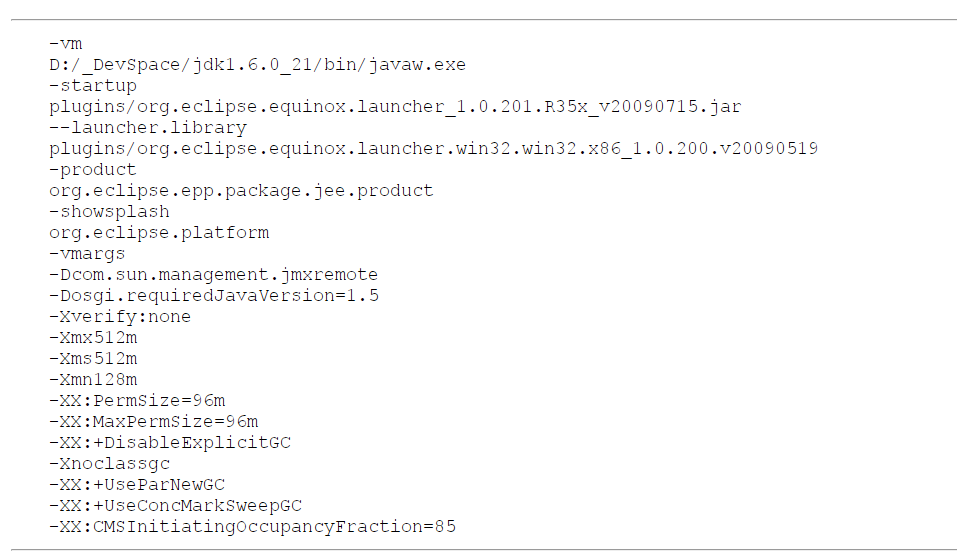 -vm
D:/_DevSpace/jdk1.6.0_21/bin/javaw.exe
-startup
plugins/org.eclipse.equinox.launcher_1.0.201.R35x_v20090715.jar
--launcher.library
plugins/org.eclipse.equinox.launcher.win32.win32.x86_1.0.200.v20090519
-product
org.eclipse.epp.package.jee.product
-showsplash
org.eclipse.platform
-vmargs
-Dcom.sun.management.jmxremote
-Dosgi.requiredJavaVersion=1.5
-Xverify:none
-Xmx512m
-Xms512m
-Xmn128m
-XX:PermSize=96m
-XX:MaxPermSize=96m
-XX:+DisableExplicitGC
-Xnoclassgc
-XX:+UseParNewGC
-XX:+UseConcMarkSweepGC
-XX:CMSInitiatingOccupancyFraction=85